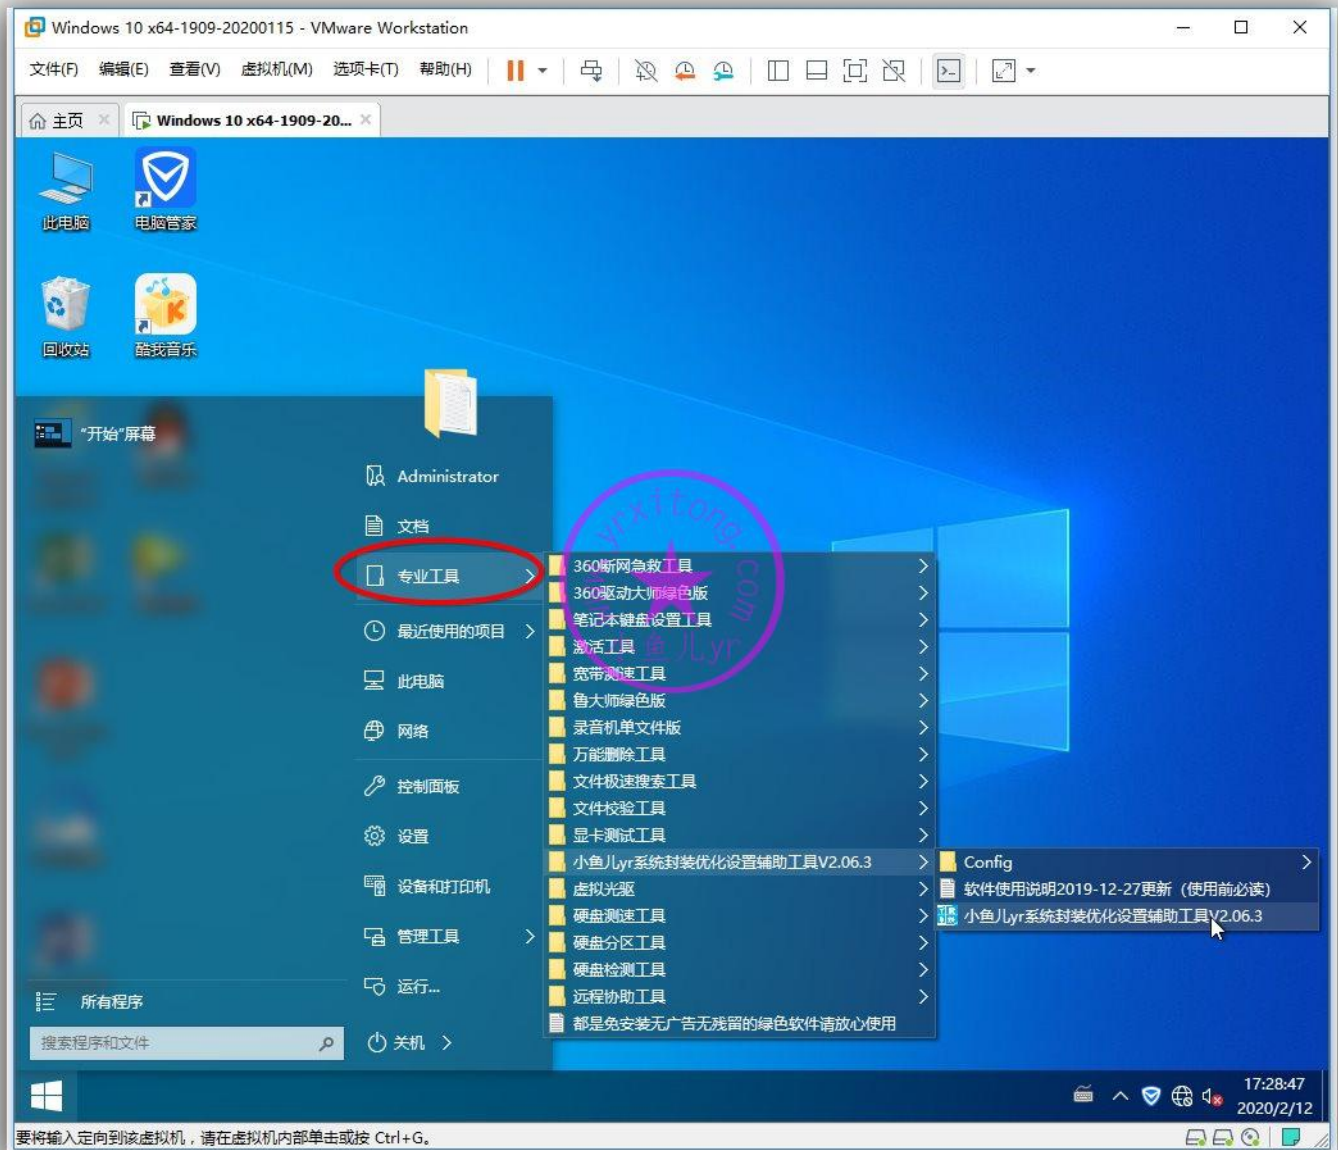 Windows 10 x64-1909-20200115 - VMware Workstation
文件(F) 编辑(E) 查看(V) 虚拟机(M) 选项卡(T) 帮助(H)
主页
Windows 10 x64-1909-20...
此电脑
电脑管家
回收站
酷我音乐
"开始"屏幕
Administrator
文档
专业工具
最近使用的项目
此电脑
网络
控制面板
设置
设备和打印机
管理工具
运行...
关机
所有程序
搜索程序和文件
360断网急救工具
360驱动大师绿色版
笔记本键盘设置工具
激活工具
宽带测速工具
鲁大师绿色版
录音机单文件版
万能删除工具
文件极速搜索工具
文件校验工具
显卡测试工具
小鱼儿yr系统封装优化设置辅助工具V2.06.3
虚拟光驱
硬盘测速工具
硬盘分区工具
硬盘检测工具
远程协助工具
都是免安装无广告无残留的绿色软件请放心使用
Config
软件使用说明2019-12-27更新（使用前必读）
小鱼儿yr系统封装优化设置辅助工具V2.06.3
www.yrxitong.com
小鱼儿yr
17:28:47
2020/2/12
要将输入定向到该虚拟机，请在虚拟机内部单击或按 Ctrl+G。